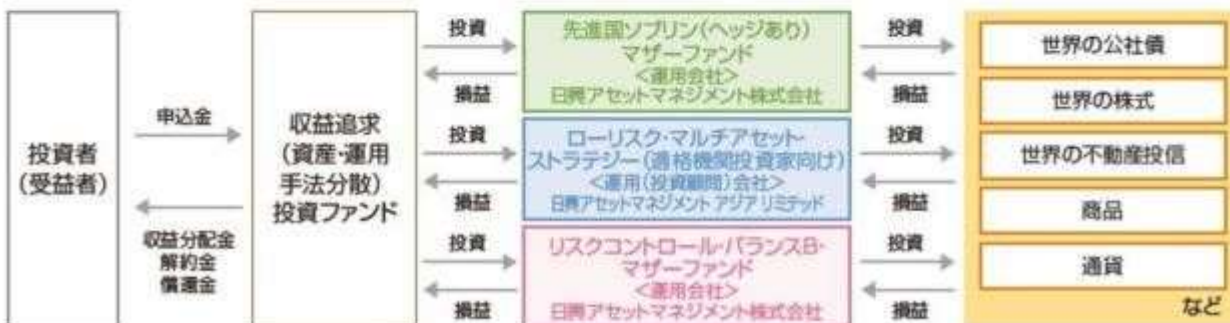 投資者
(受益者)
申込金
収益分配金
解約金
償還金
収益追求
(資産・運用
手法分散)
投資ファンド
投資
損益
投資
損益
投資
損益
先進国ソブリン(ヘッジあり)
マザーファンド
<運用会社>
日興アセットマネジメント株式会社
ローリスク・マルチアセット・
ストラテジー(適格機関投資家向け)
<運用(投資顧問)会社>
日興アセットマネジメント アジア リミテッド
リスクコントロール・バランスB・
マザーファンド
<運用会社>
日興アセットマネジメント株式会社
投資
損益
投資
損益
投資
損益
世界の公社債
世界の株式
世界の不動産投信
商品
通貨
など